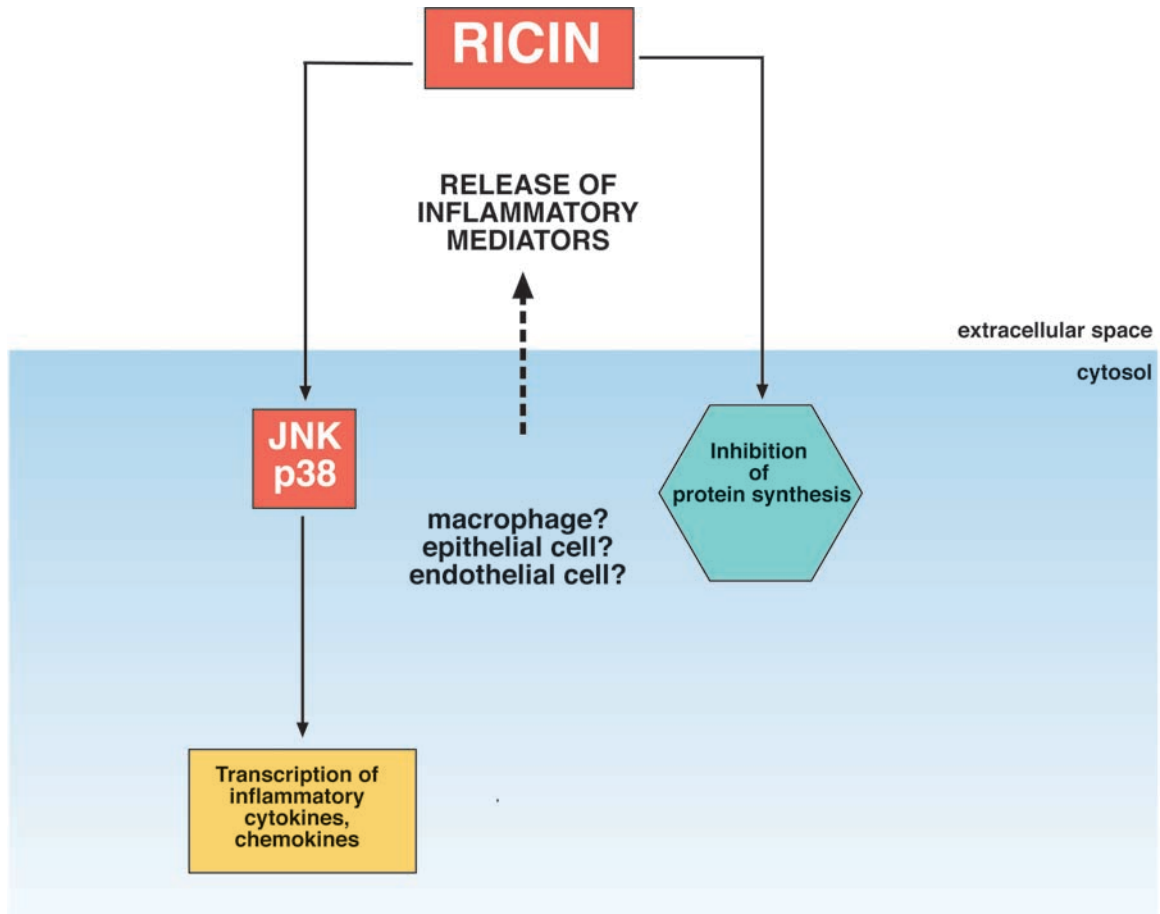 RICIN
RELEASE OF
INFLAMMATORY
MEDIATORS
extracellular space
cytosol
JNK
p38
Inhibition
of
protein synthesis
macrophage?
epithelial cell?
endothelial cell?
Transcription of
inflammatory
cytokines,
chemokines